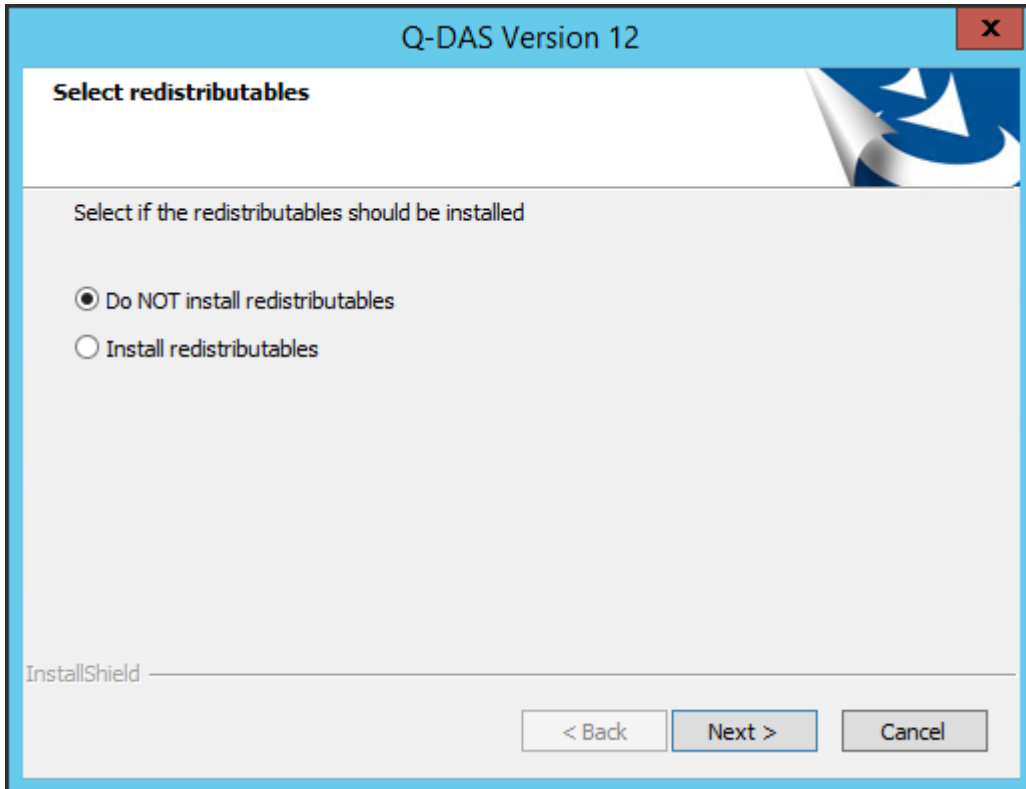 Q-DAS Version 12
x
Select redistributables
Select if the redistributables should be installed
Do NOT install redistributables
Install redistributables
InstallShield
< Back
Next >
Cancel